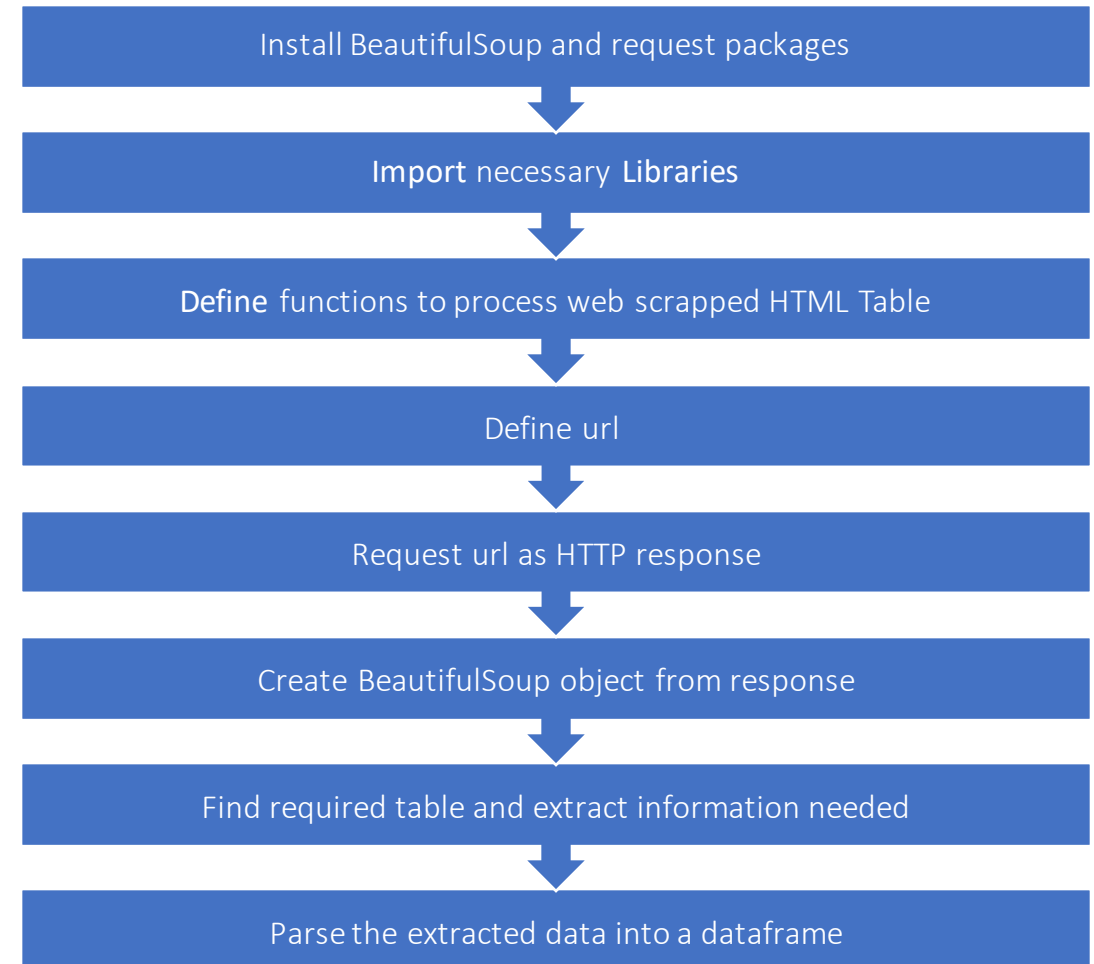 Install BeautifulSoup and request packages
Import necessary Libraries
Define functions to process web scrapped HTML Table
Define url
Request url as HTTP response
Create BeautifulSoup object from response
Find required table and extract information needed
Parse the extracted data into a dataframe